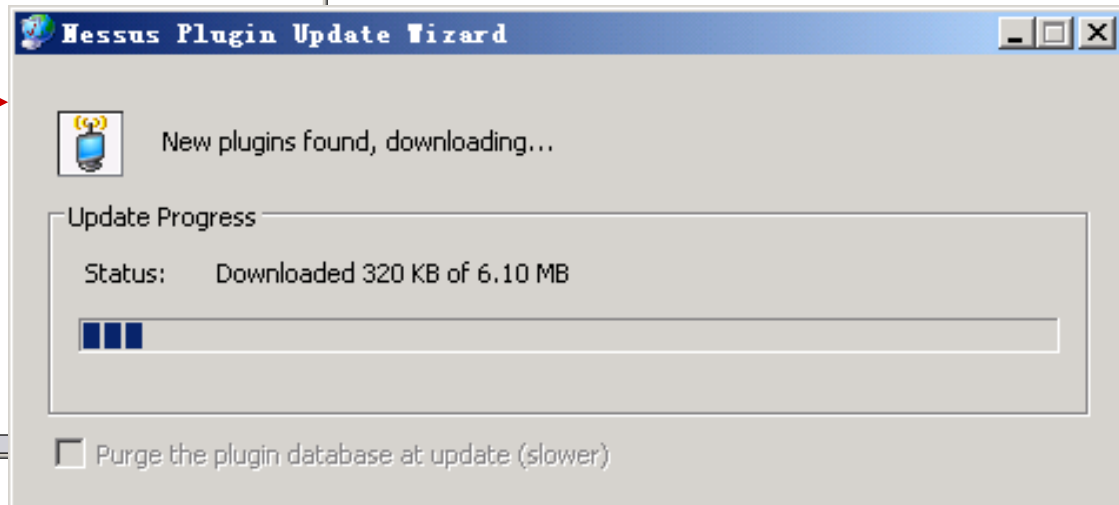 Nessus Plugin Update Wizard
New plugins found, downloading...
Update Progress
Status: Downloaded 320 KB of 6.10 MB
Purge the plugin database at update (slower)